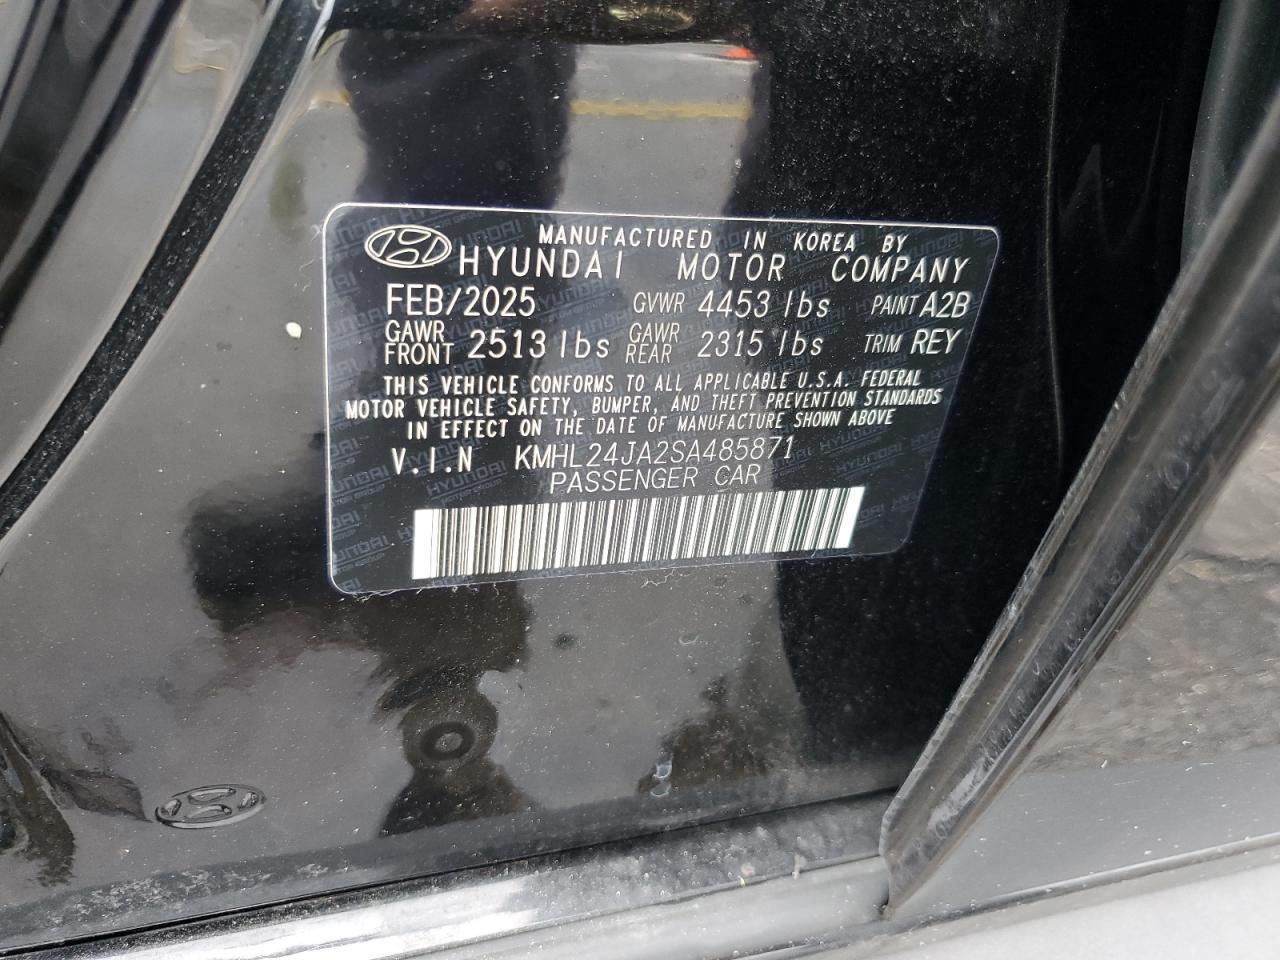 MANUFACTURED IN KOREA BY
HYUNDAI MOTOR COMPANY
FEB/2025 GVWR 4453 lbs PAINT A2B
GAWR FRONT 2513 lbs GAWR REAR 2315 lbs TRIM REY
THIS VEHICLE CONFORMS TO ALL APPLICABLE U.S.A. FEDERAL
MOTOR VEHICLE SAFETY, BUMPER, AND THEFT PREVENTION STANDARDS
IN EFFECT ON THE DATE OF MANUFACTURE SHOWN ABOVE
V.I.N KMHL24JA2SA485871
PASSENGER CAR